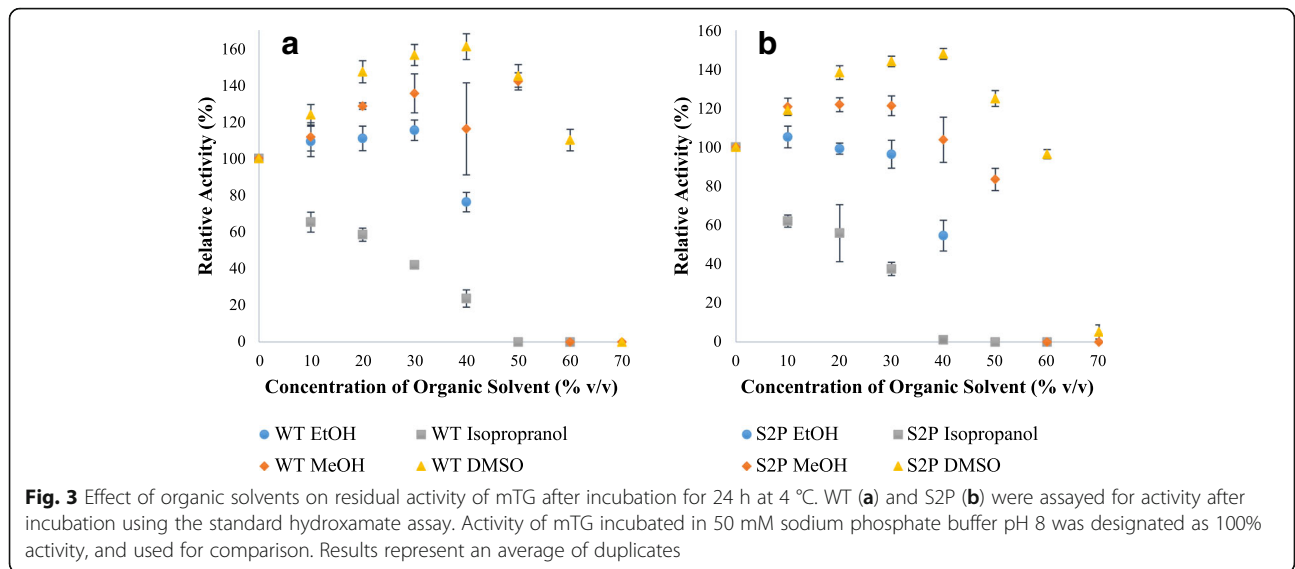 a
160
140
120
100
80
60
40
20
0
Relative Activity (%)
0 10 20 30 40 50 60 70
Concentration of Organic Solvent (% v/v)
WT EtOH WT Isopropranol
WT MeOH WT DMSO
b
160
140
120
100
80
60
40
20
0
Relative Activity (%)
0 10 20 30 40 50 60 70
Concentration of Organic Solvent (% v/v)
S2P EtOH S2P Isopropanol
S2P MeOH S2P DMSO
Fig. 3 Effect of organic solvents on residual activity of mTG after incubation for 24 h at 4 °C. WT (a) and S2P (b) were assayed for activity after
incubation using the standard hydroxamate assay. Activity of mTG incubated in 50 mM sodium phosphate buffer pH 8 was designated as 100%
activity, and used for comparison. Results represent an average of duplicates